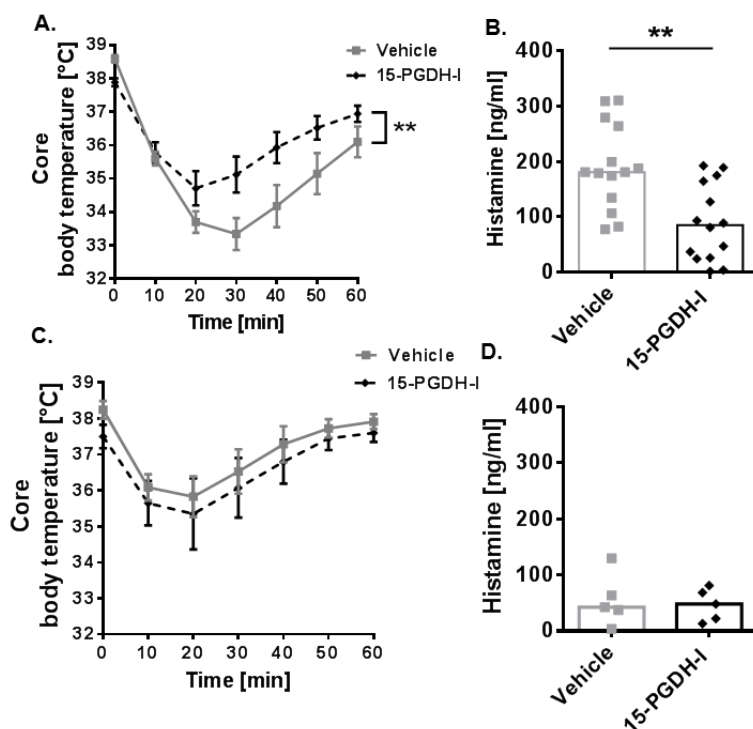 A.
Vehicle
15-PGDH-I
Core
body temperature [°C]
39
38
37
36
35
34
33
32
**
0 10 20 30 40 50 60
Time [min]
B.
**
Histamine [ng/ml]
400
300
200
100
0
Vehicle
15-PGDH-I
C.
Vehicle
15-PGDH-I
Core
body temperature [°C]
39
38
37
36
35
34
33
32
0 10 20 30 40 50 60
Time [min]
D.
Histamine [ng/ml]
400
300
200
100
0
Vehicle
15-PGDH-I